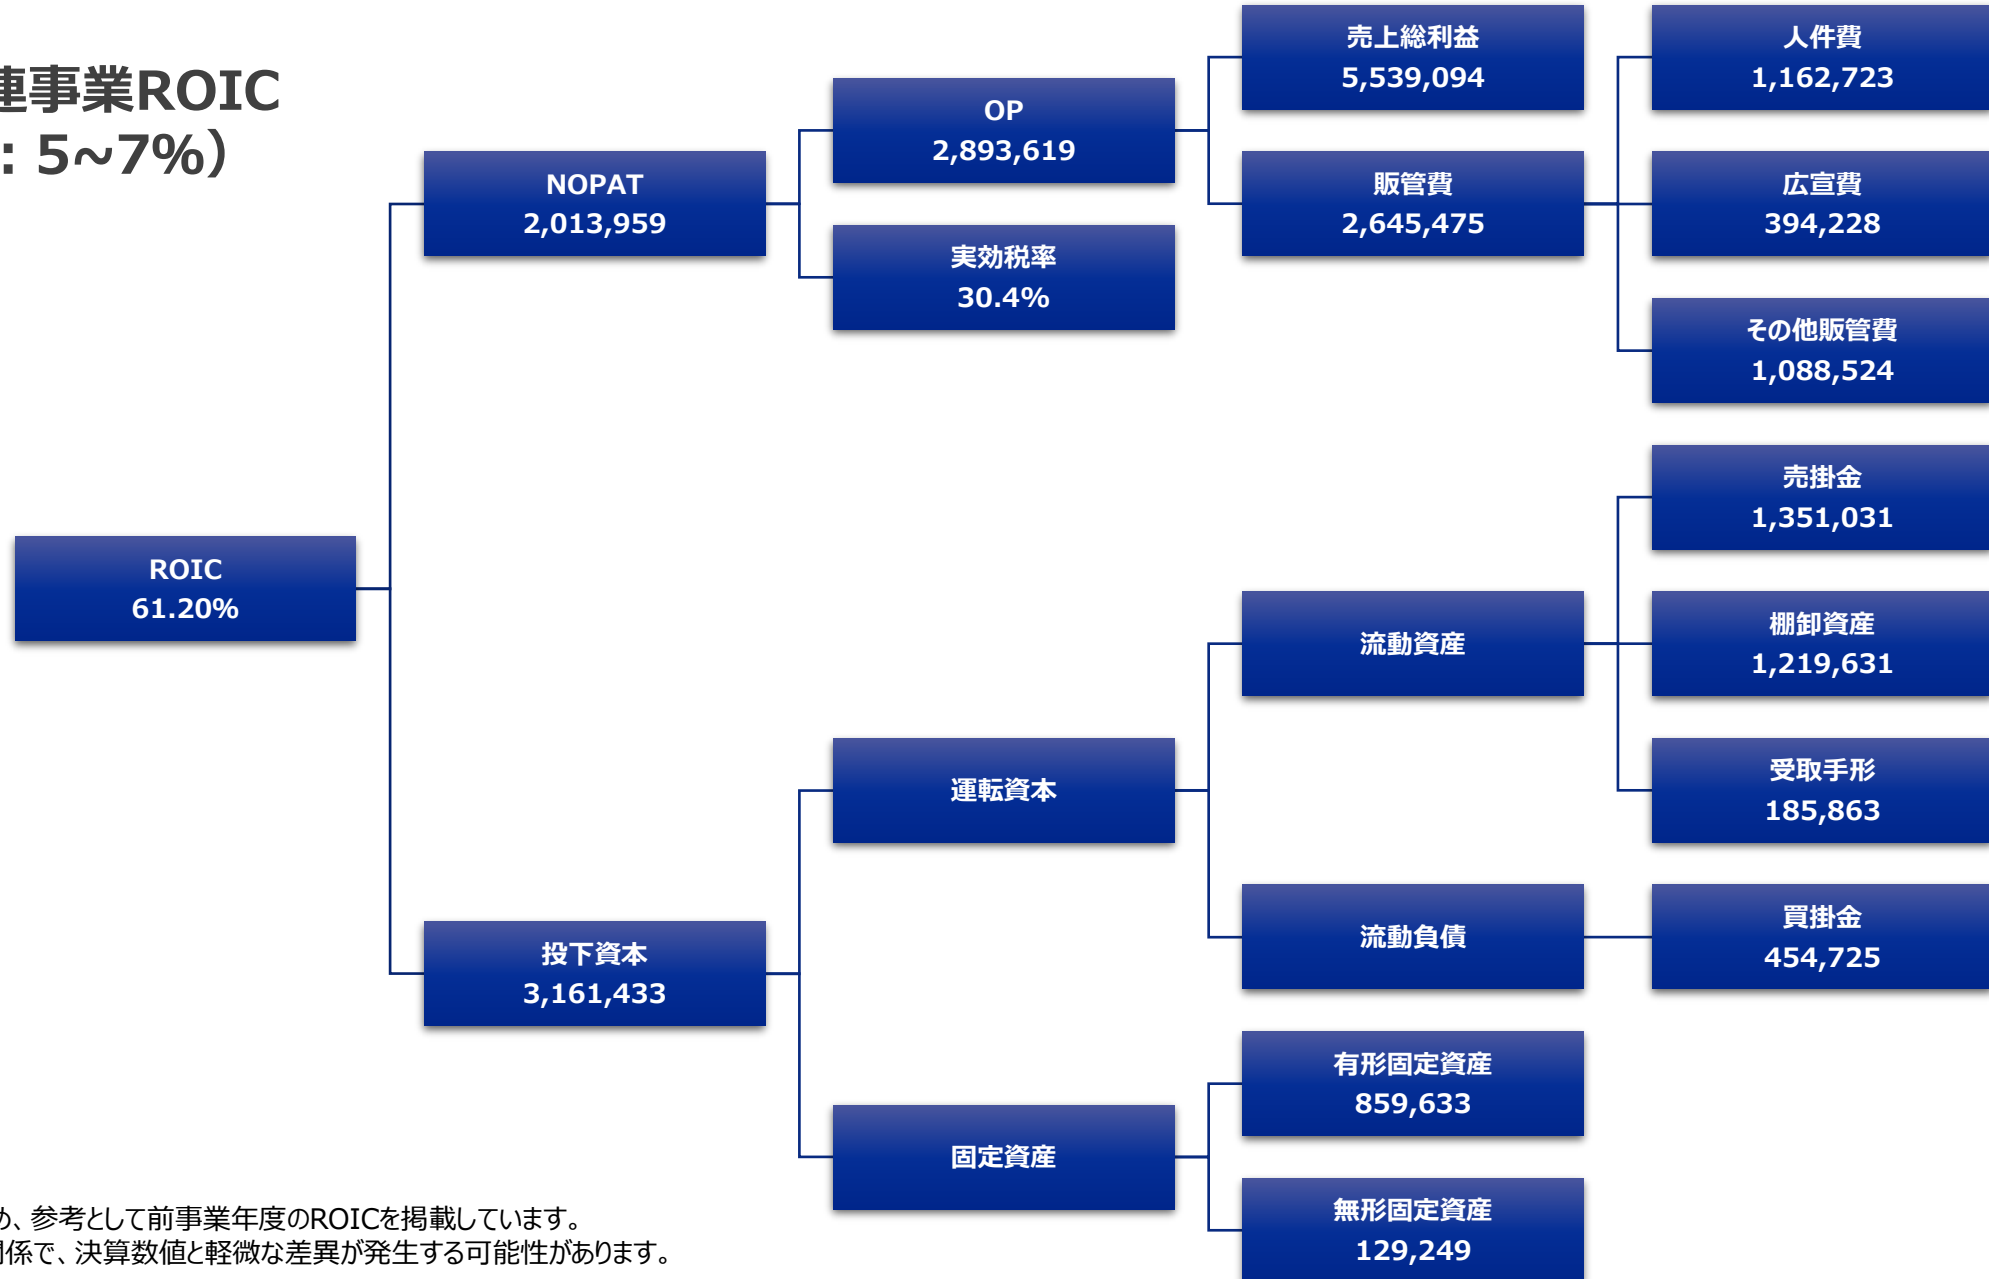 連事業ROIC
：5~7%）
ROIC
61.20%
NOPAT
2,013,959
投下資本
3,161,433
OP
2,893,619
実効税率
30.4%
運転資本
固定資産
売上総利益
5,539,094
販管費
2,645,475
流動資産
流動負債
有形固定資産
859,633
無形固定資産
129,249
人件費
1,162,723
広宣費
394,228
その他販管費
1,088,524
売掛金
1,351,031
棚卸資産
1,219,631
受取手形
185,863
買掛金
454,725
め、参考として前事業年度のROICを掲載しています。
関係で、決算数値と軽微な差異が発生する可能性があります。